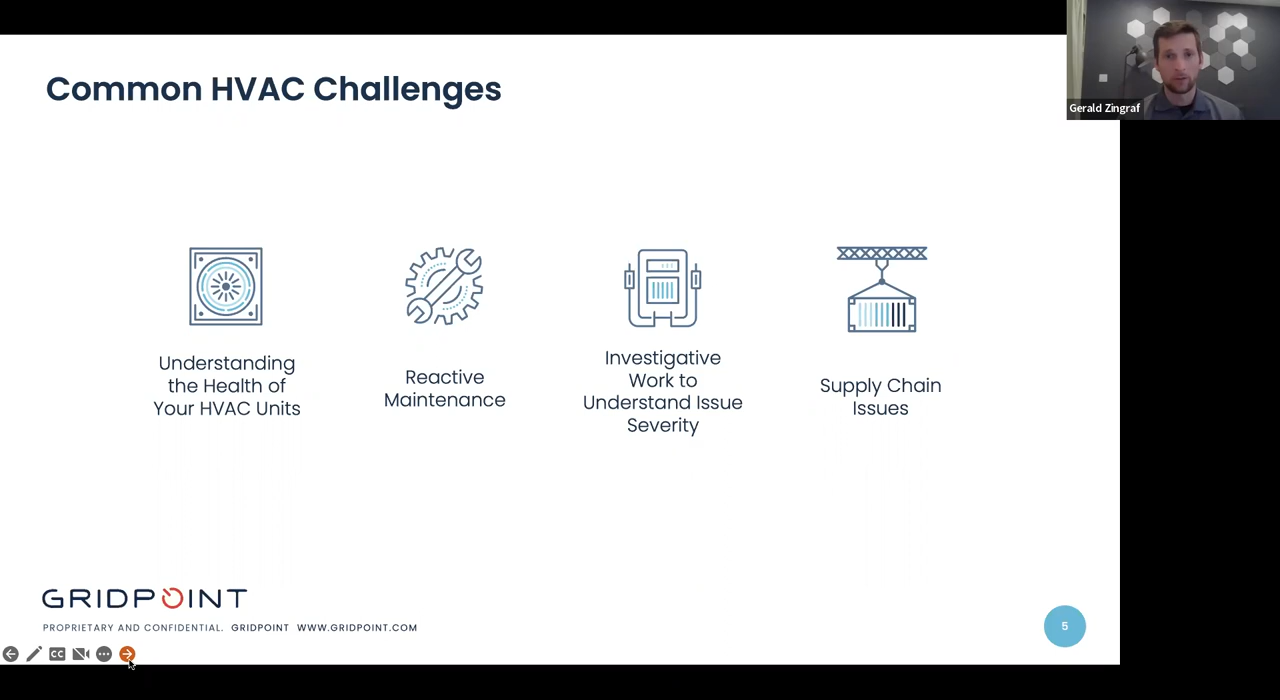 Common HVAC Challenges
Gerald Zingraf
Understanding
the Health of
Your HVAC Units
Reactive
Maintenance
Investigative
Work to
Understand Issue
Severity
Supply Chain
Issues
GRIDPOINT
PROPRIETARY AND CONFIDENTIAL. GRIDPOINT WWW.GRIDPOINT.COM
5
CC